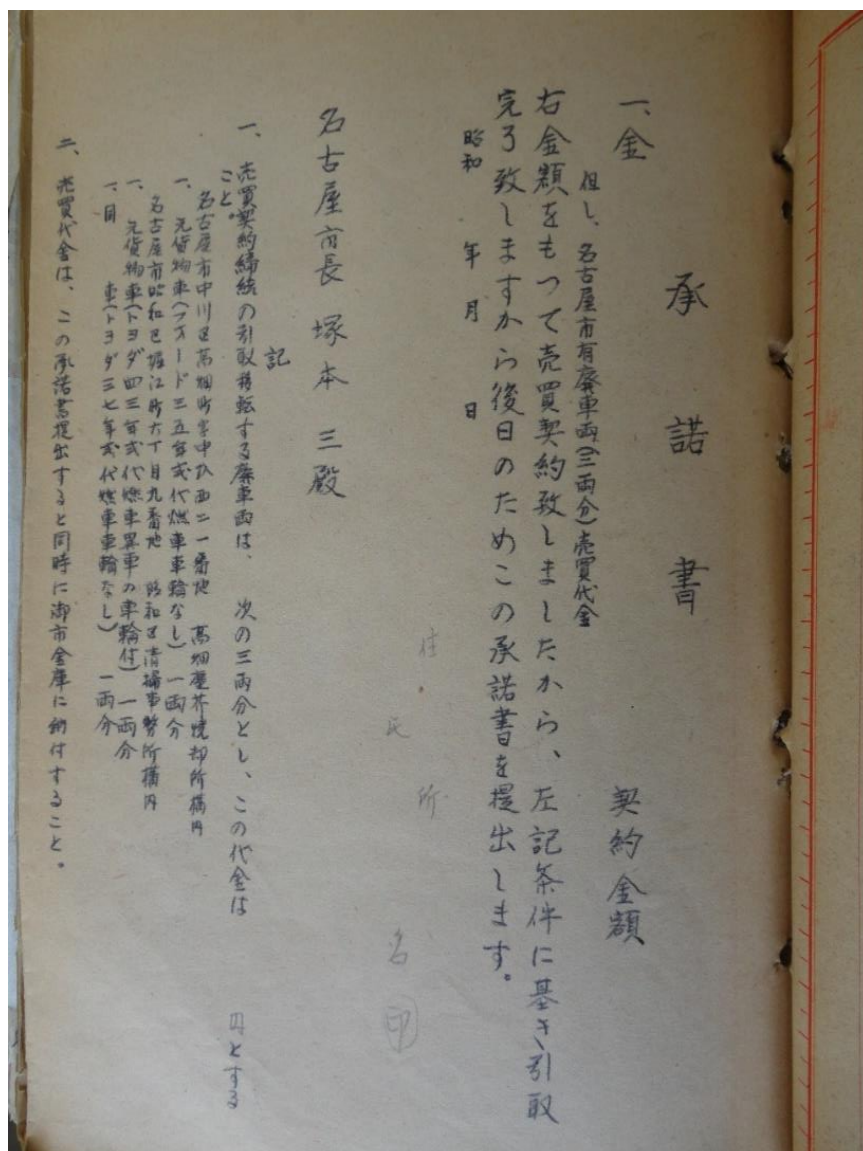 承諾書
一、金 契約金額
但し、名古屋市有廃車両(三両分)売買代金
右金額をもつて売買契約致しましたから、左記条件に基き引取
完了致しますから後日のためこの承諾書を提出します。
昭和 年 月 日
住所
氏名 印
名古屋市長 塚本三殿
記
一、売買契約締結の引取移転する廃車両は、次の三両分とし、この代金は 円とする
こと。
名古屋市中川区高畑町字中ひ西二一番地 高畑塵芥焼却所構内
一、元貨物車(フオード三五年式代燃車車輪なし)一両分
名古屋市昭和区堀江町六丁目九番地 昭和区清掃事務所構内
一、元貨物車(トヨダ四三年式代燃車異車の車輪付)一両分
一、同 車(トヨダ三七年式代燃車車輪なし)一両分
二、売買代金は、この承諾書提出すると同時に御市金庫に納付すること。